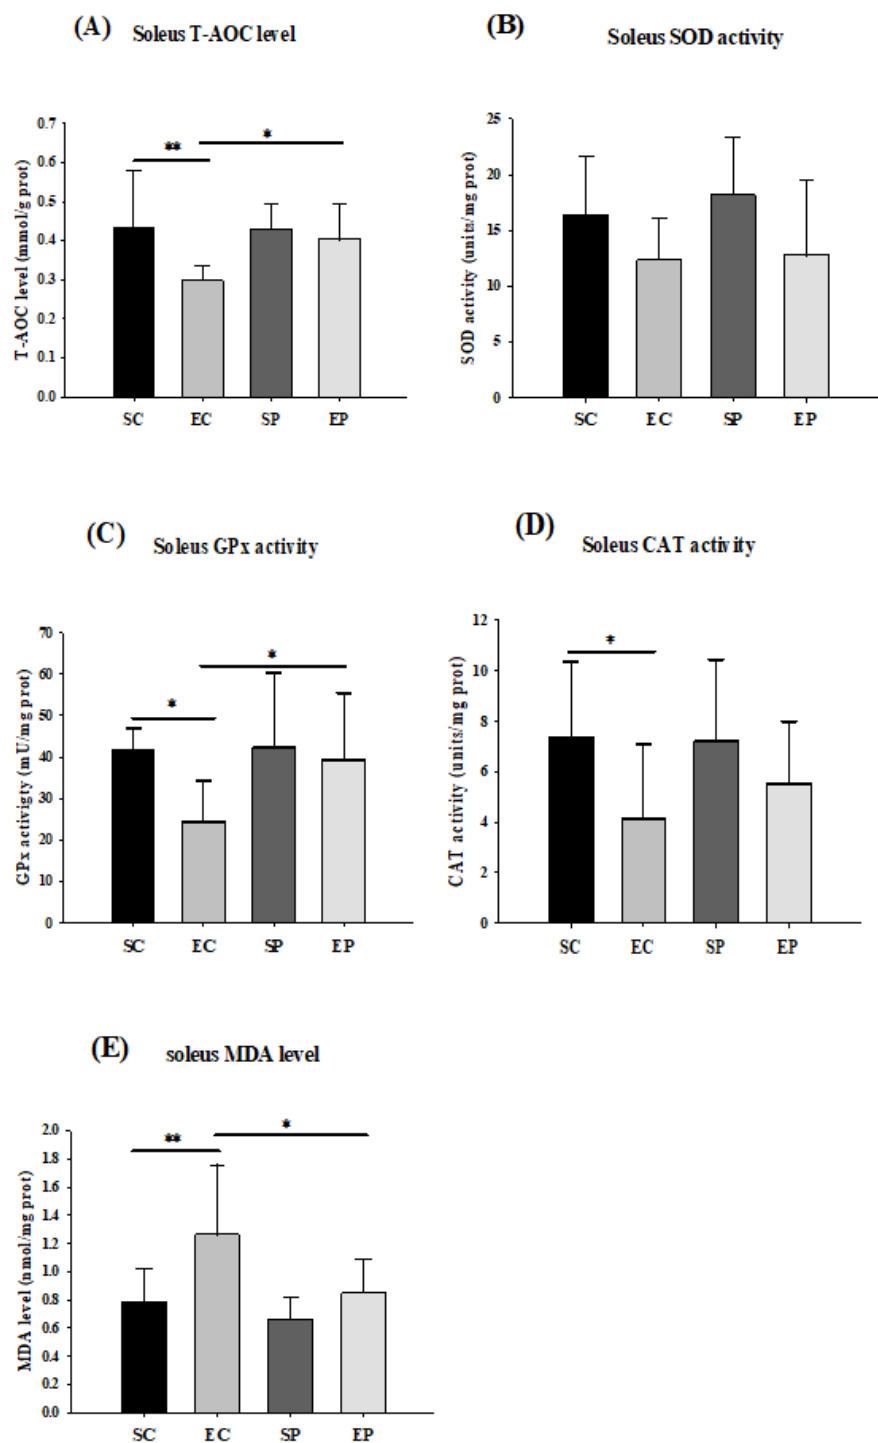 (A) Soleus T-AOC level
T-AOC level (mmol/g prot)
0.7
0.6
0.5
0.4
0.3
0.2
0.1
0.0
** *
SC EC SP EP
(B) Soleus SOD activity
SOD activity (units/mg prot)
25
20
15
10
5
0
SC EC SP EP
(C) Soleus GPx activity
GPx activigty (mU/mg prot)
70
60
50
40
30
20
10
0
* *
SC EC SP EP
(D) Soleus CAT activity
CAT activity (units/mg prot)
12
10
8
6
4
2
0
*
SC EC SP EP
(E) soleus MDA level
MDA level (nmol/mg prot)
2.0
1.8
1.6
1.4
1.2
1.0
0.8
0.6
0.4
0.2
0.0
** *
SC EC SP EP